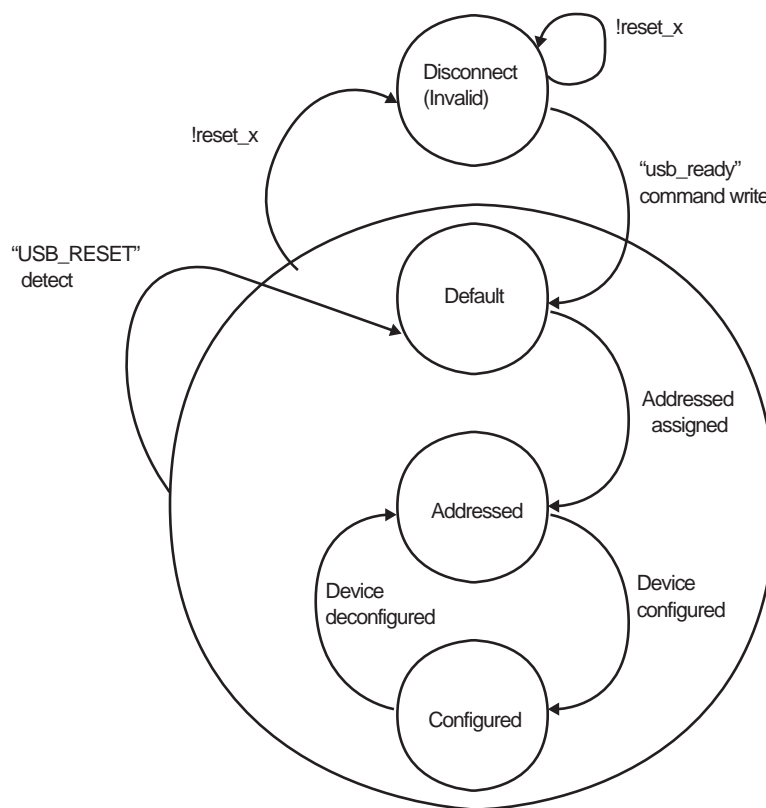 !reset_x
Disconnect
(Invalid)
!reset_x
“usb_ready”
command write
“USB_RESET”
detect
Default
Addressed
assigned
Addressed
Device
deconfigured
Device
configured
Configured